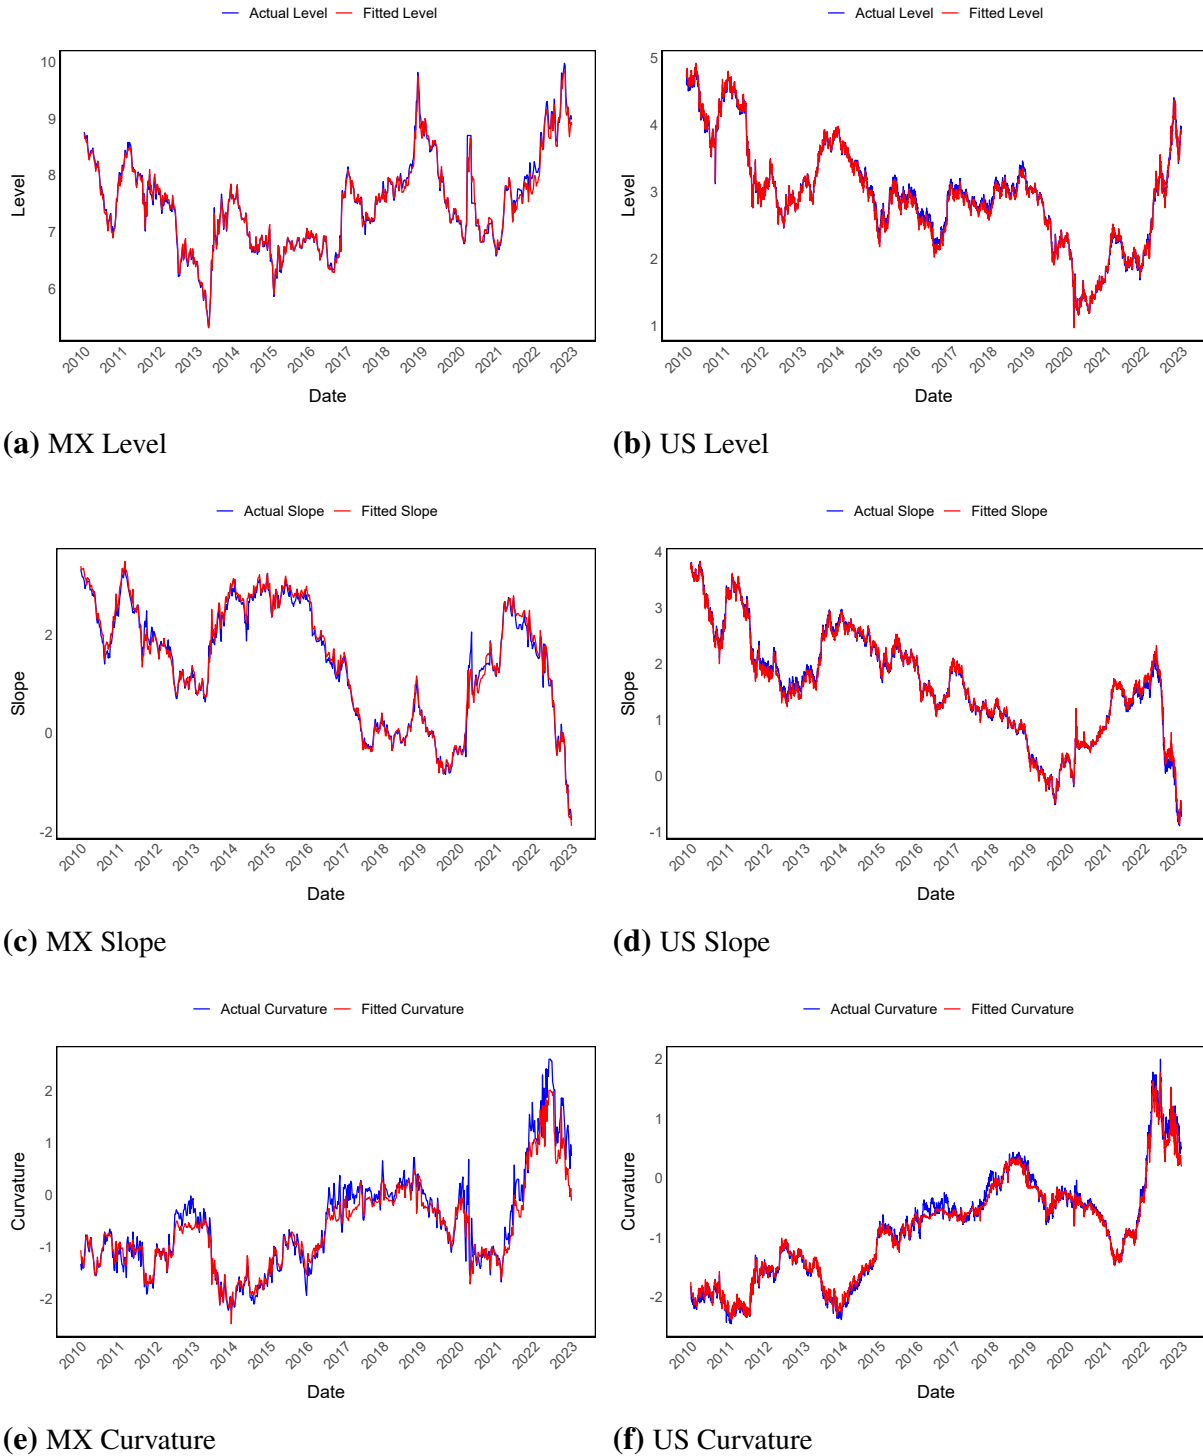 Actual Level Fitted Level
Level
10
9
8
7
6
2010 2011 2012 2013 2014 2015 2016 2017 2018 2019 2020 2021 2022 2023
Date
(a) MX Level
Actual Level Fitted Level
Level
5
4
3
2
1
2010 2011 2012 2013 2014 2015 2016 2017 2018 2019 2020 2021 2022 2023
Date
(b) US Level
Actual Slope Fitted Slope
Slope
2
0
-2
2010 2011 2012 2013 2014 2015 2016 2017 2018 2019 2020 2021 2022 2023
Date
(c) MX Slope
Actual Slope Fitted Slope
Slope
4
3
2
1
0
-1
2010 2011 2012 2013 2014 2015 2016 2017 2018 2019 2020 2021 2022 2023
Date
(d) US Slope
Actual Curvature Fitted Curvature
Curvature
2
1
0
-1
-2
2010 2011 2012 2013 2014 2015 2016 2017 2018 2019 2020 2021 2022 2023
Date
(e) MX Curvature
Actual Curvature Fitted Curvature
Curvature
2
1
0
-1
-2
2010 2011 2012 2013 2014 2015 2016 2017 2018 2019 2020 2021 2022 2023
Date
(f) US Curvature